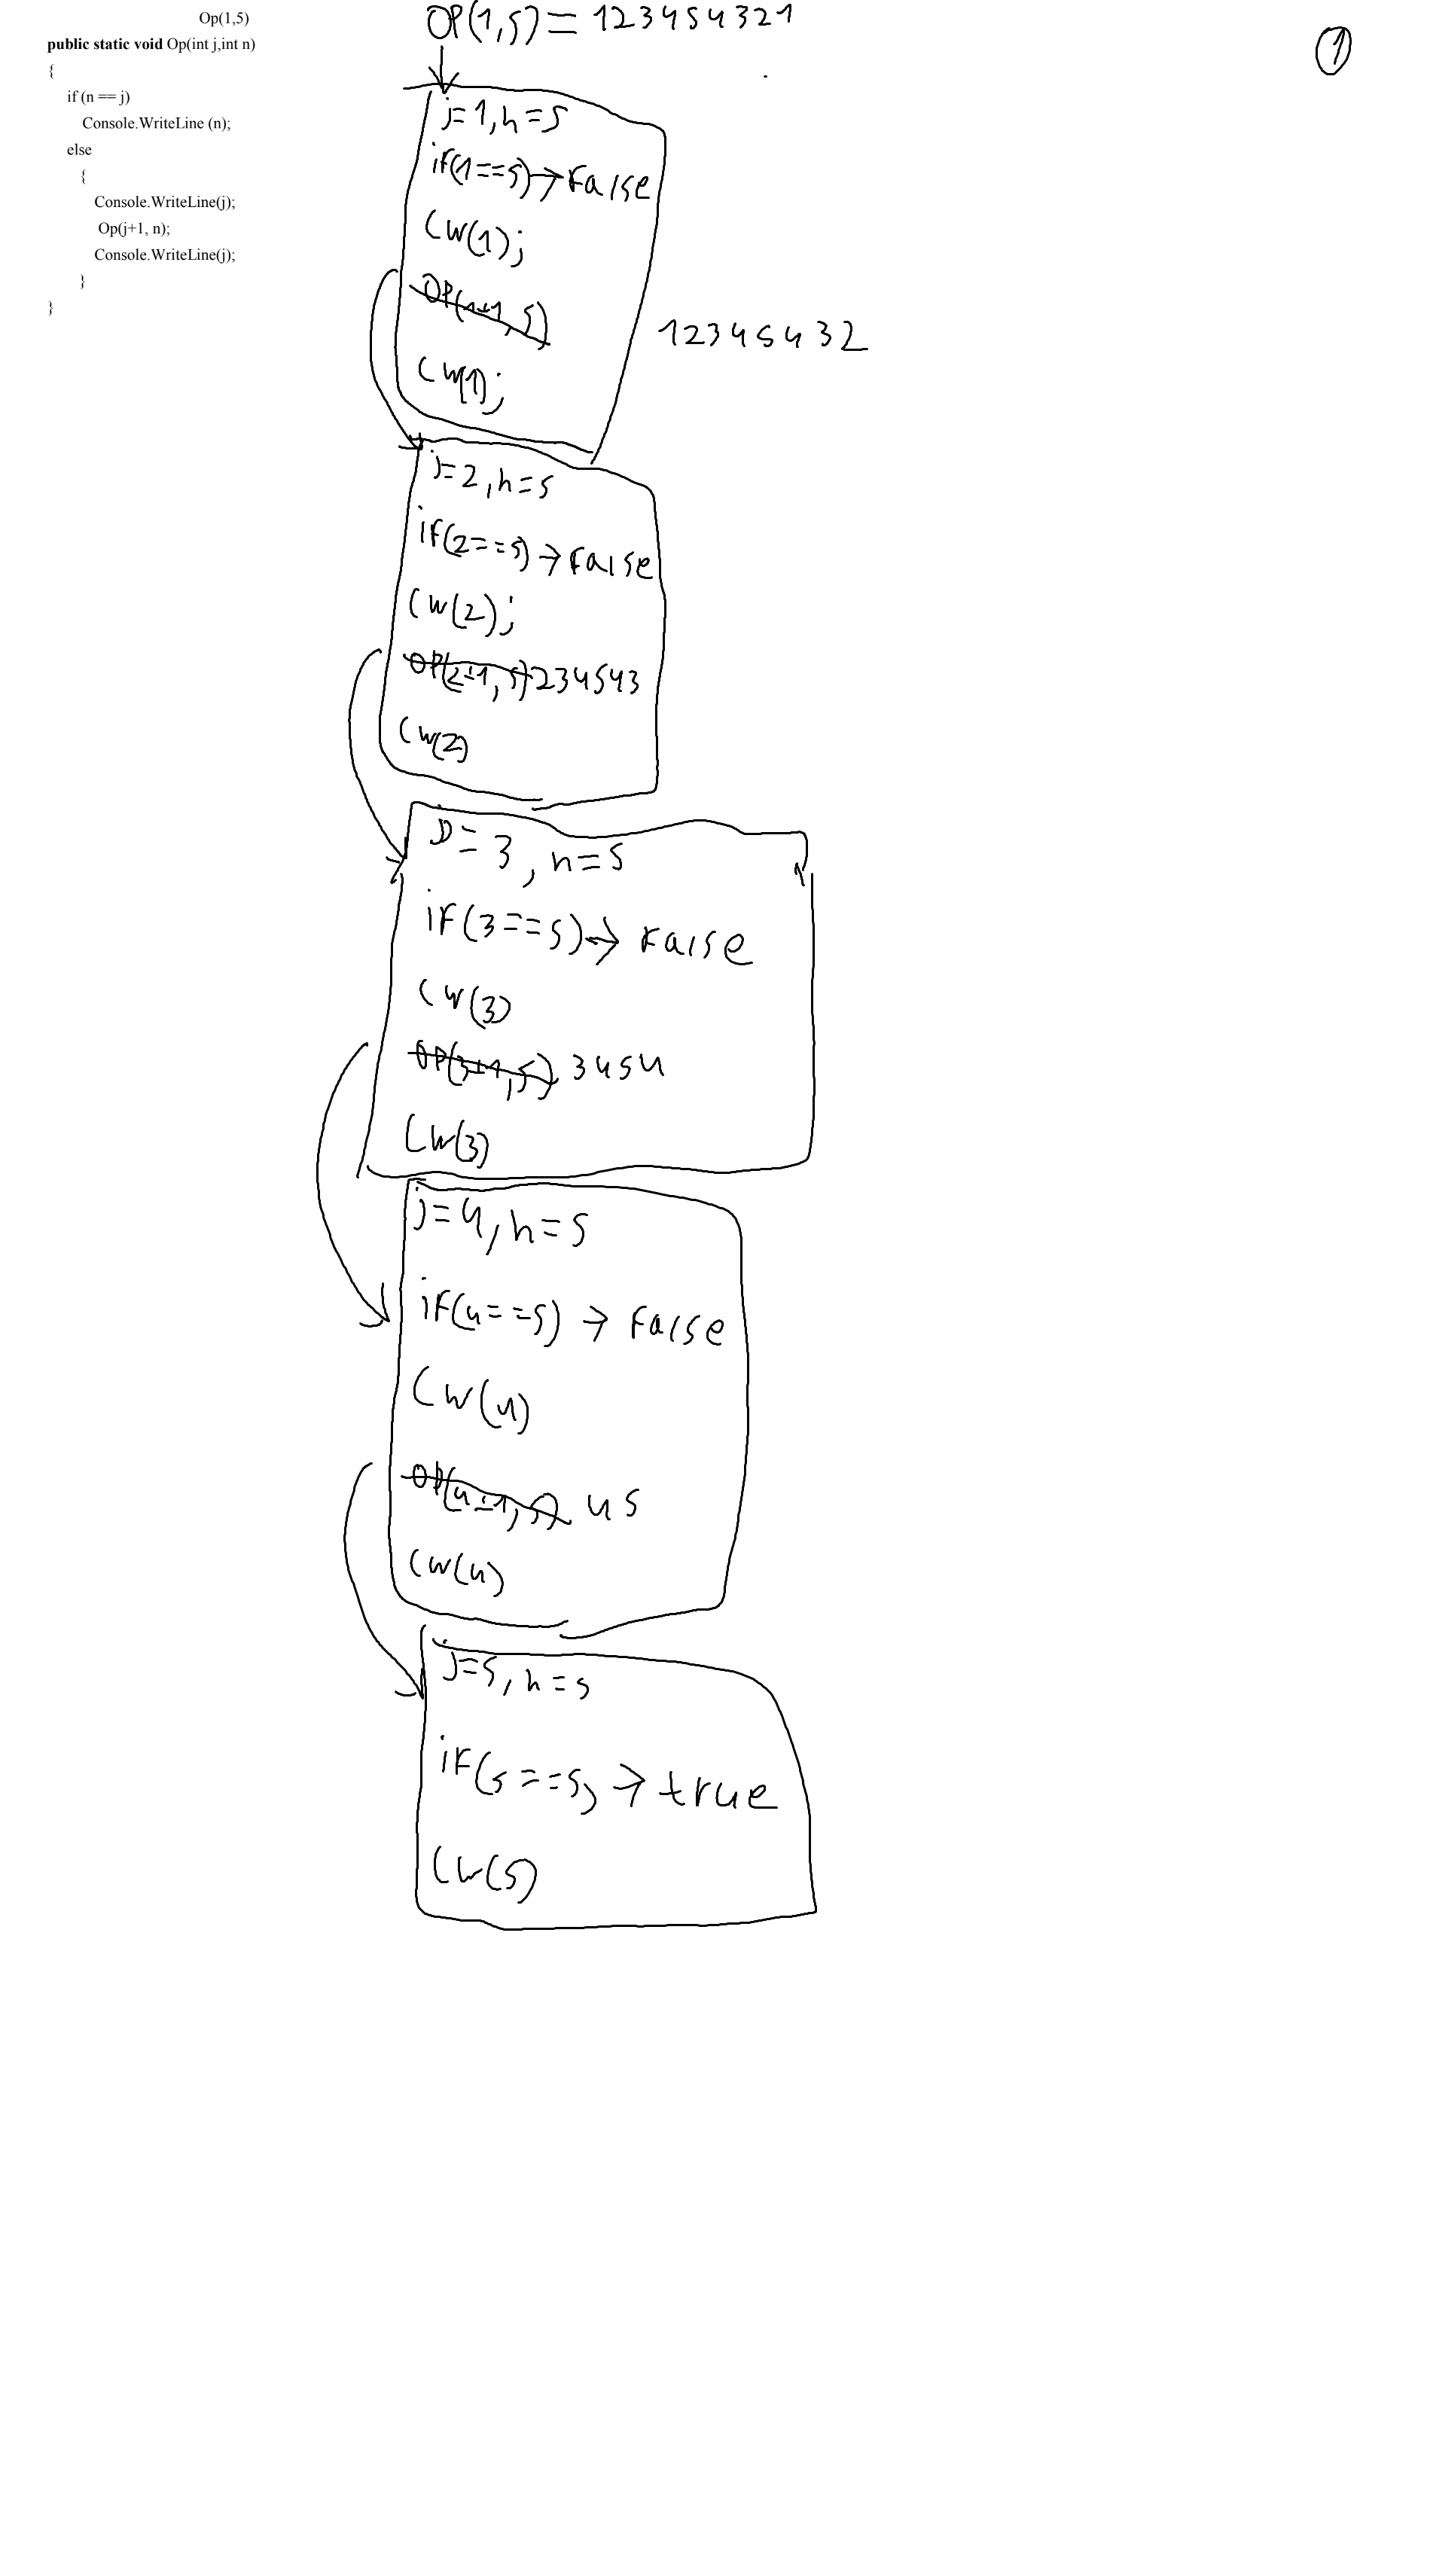 Op(1,5)
public static void Op(int j,int n)
{
if (n == j)
Console.WriteLine (n);
else
{
Console.WriteLine(j);
Op(j+1, n);
Console.WriteLine(j);
}
}
OP(1,5) = 123454321
1
j=1, n=5
if(1==5) → False
CW(1);
OP(1+1,5)
12345432
CW(1);
j=2, n=5
if(2==5) → False
CW(2);
OP(2+1,5) 234543
CW(2)
J=3, n=5
if(3==5) → False
CW(3)
OP(3+1,5) 3454
CW(3)
j=4, n=5
if(4==5) → False
CW(4)
OP(4+1,5) 45
CW(4)
j=5, n=5
if(5==5) → true
CW(5)